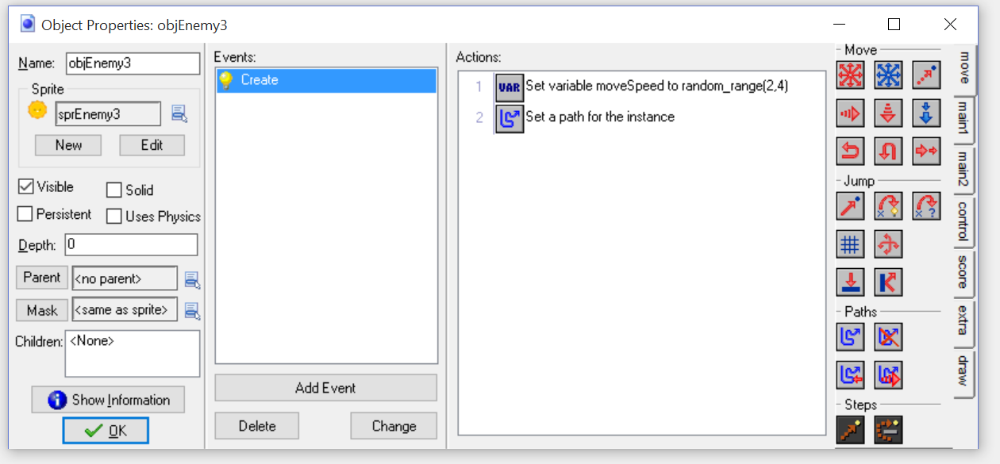 Object Properties: objEnemy3
Name: objEnemy3
Sprite
sprEnemy3
New Edit
Visible Solid
Persistent Uses Physics
Depth: 0
Parent <no parent>
Mask <same as sprite>
Children: <None>
Show Information
OK
Events:
Create
Add Event
Delete Change
Actions:
1 VAR Set variable moveSpeed to random_range(2,4)
2 Set a path for the instance
Move
Jump
x x ?
Paths
Steps
move
main1
main2
control
score
extra
draw